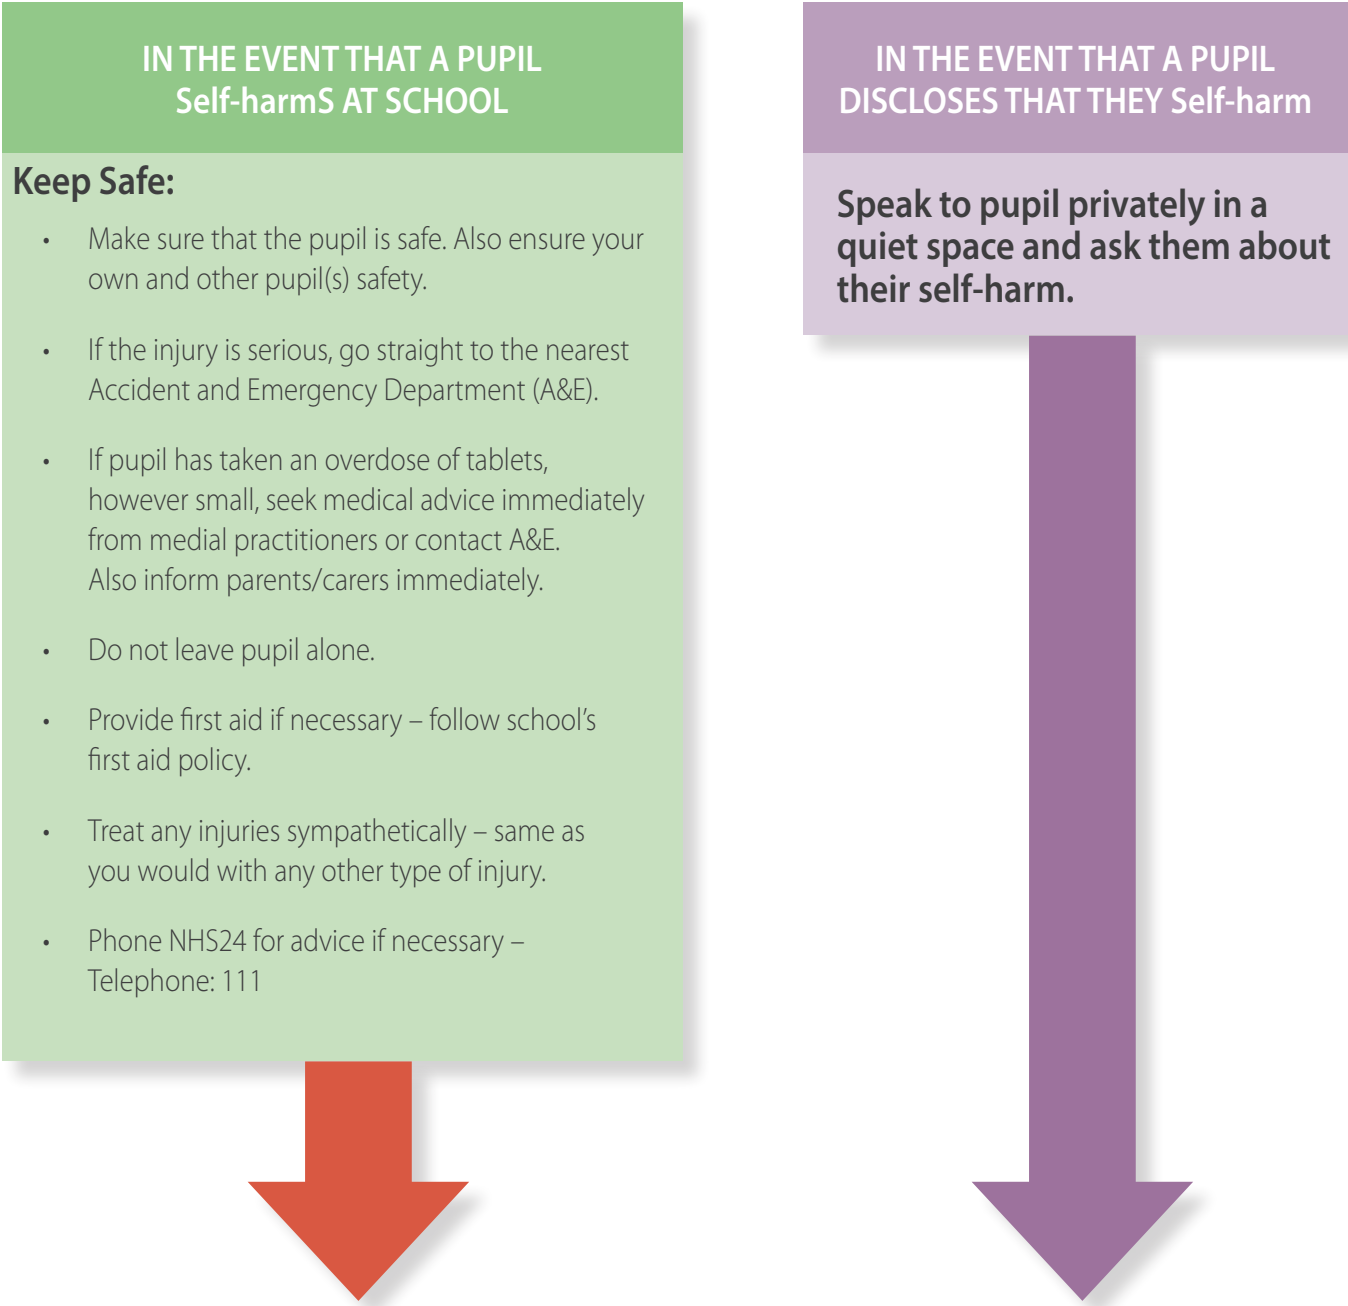 IN THE EVENT THAT A PUPIL
Self-harmS AT SCHOOL
Keep Safe:
• Make sure that the pupil is safe. Also ensure your
own and other pupil(s) safety.
• If the injury is serious, go straight to the nearest
Accident and Emergency Department (A&E).
• If pupil has taken an overdose of tablets,
however small, seek medical advice immediately
from medial practitioners or contact A&E.
Also inform parents/carers immediately.
• Do not leave pupil alone.
• Provide first aid if necessary – follow school’s
first aid policy.
• Treat any injuries sympathetically – same as
you would with any other type of injury.
• Phone NHS24 for advice if necessary –
Telephone: 111
IN THE EVENT THAT A PUPIL
DISCLOSES THAT THEY Self-harm
Speak to pupil privately in a
quiet space and ask them about
their self-harm.